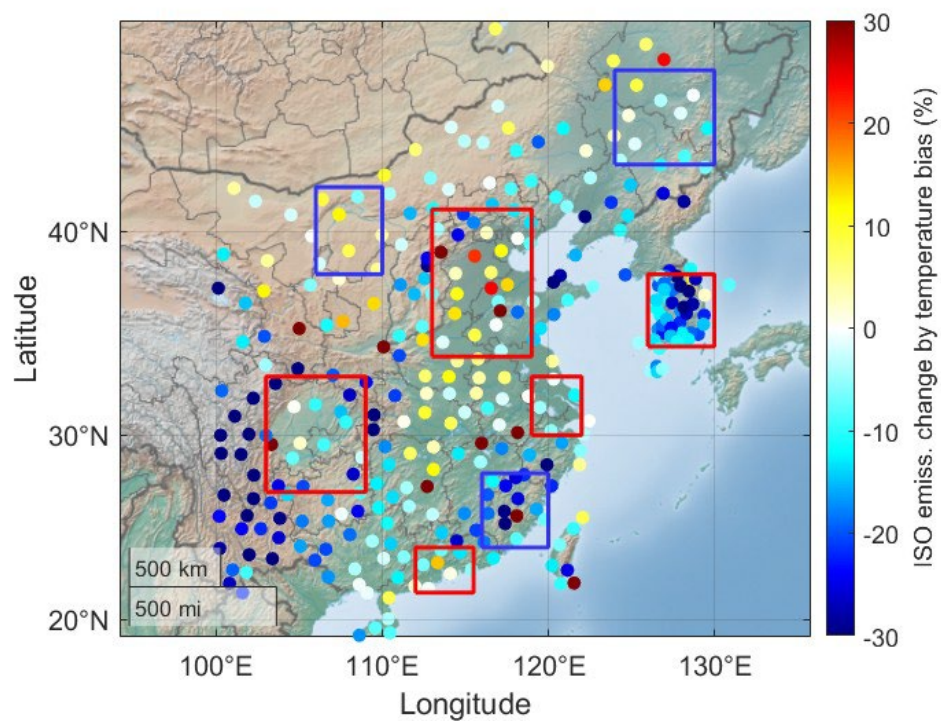 30
20
10
0
-10
-20
-30
ISO emiss. change by temperature bias (%)
40°N
30°N
20°N
Latitude
500 km
500 mi
100°E
110°E
120°E
130°E
Longitude